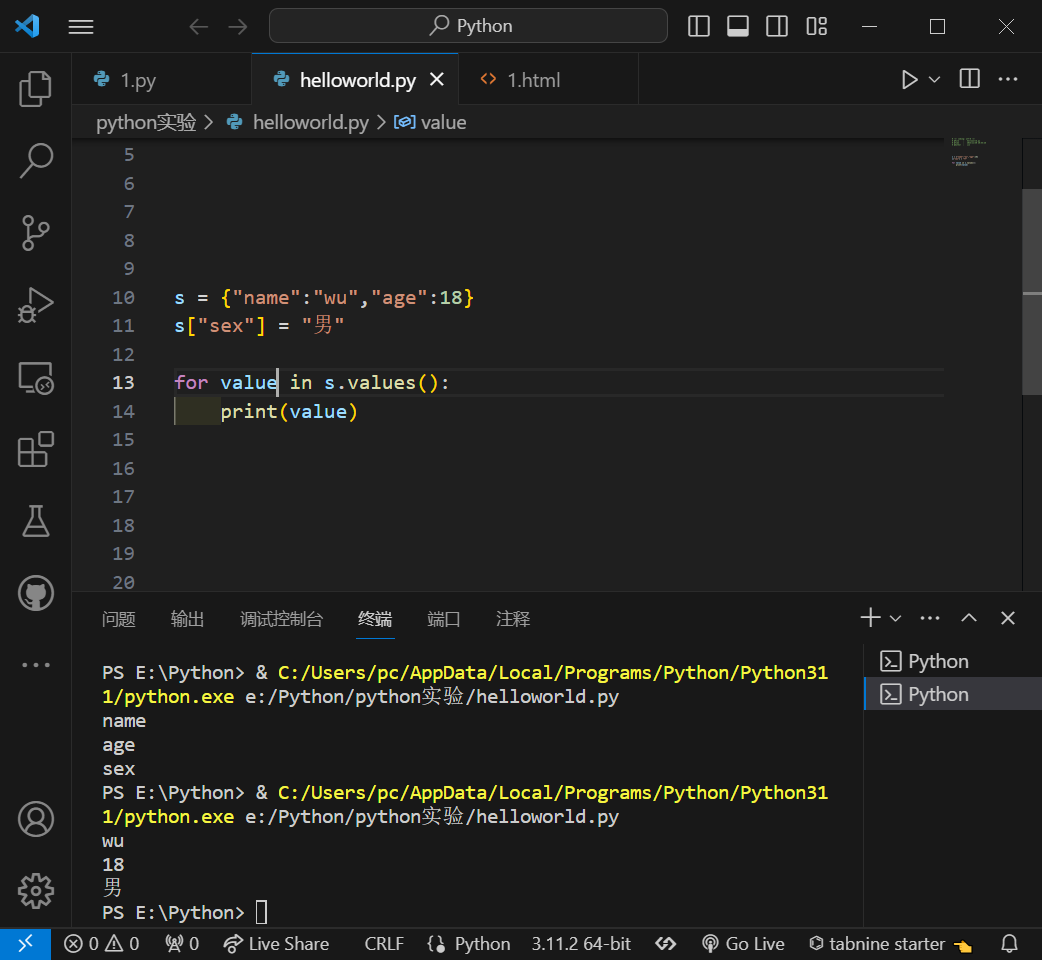 Python
1.py
helloworld.py
1.html
python实验 > helloworld.py > value
5
6
7
8
9
10 s = {"name":"wu","age":18}
11 s["sex"] = "男"
12
13 for value in s.values():
14 print(value)
15
16
17
18
19
20
问题 输出 调试控制台 终端 端口 注释
PS E:\Python> & C:/Users/pc/AppData/Local/Programs/Python/Python31
1/python.exe e:/Python/python实验/helloworld.py
name
age
sex
PS E:\Python> & C:/Users/pc/AppData/Local/Programs/Python/Python31
1/python.exe e:/Python/python实验/helloworld.py
wu
18
男
PS E:\Python>
Python
Python
0 0 0 Live Share CRLF Python 3.11.2 64-bit Go Live tabnine starter